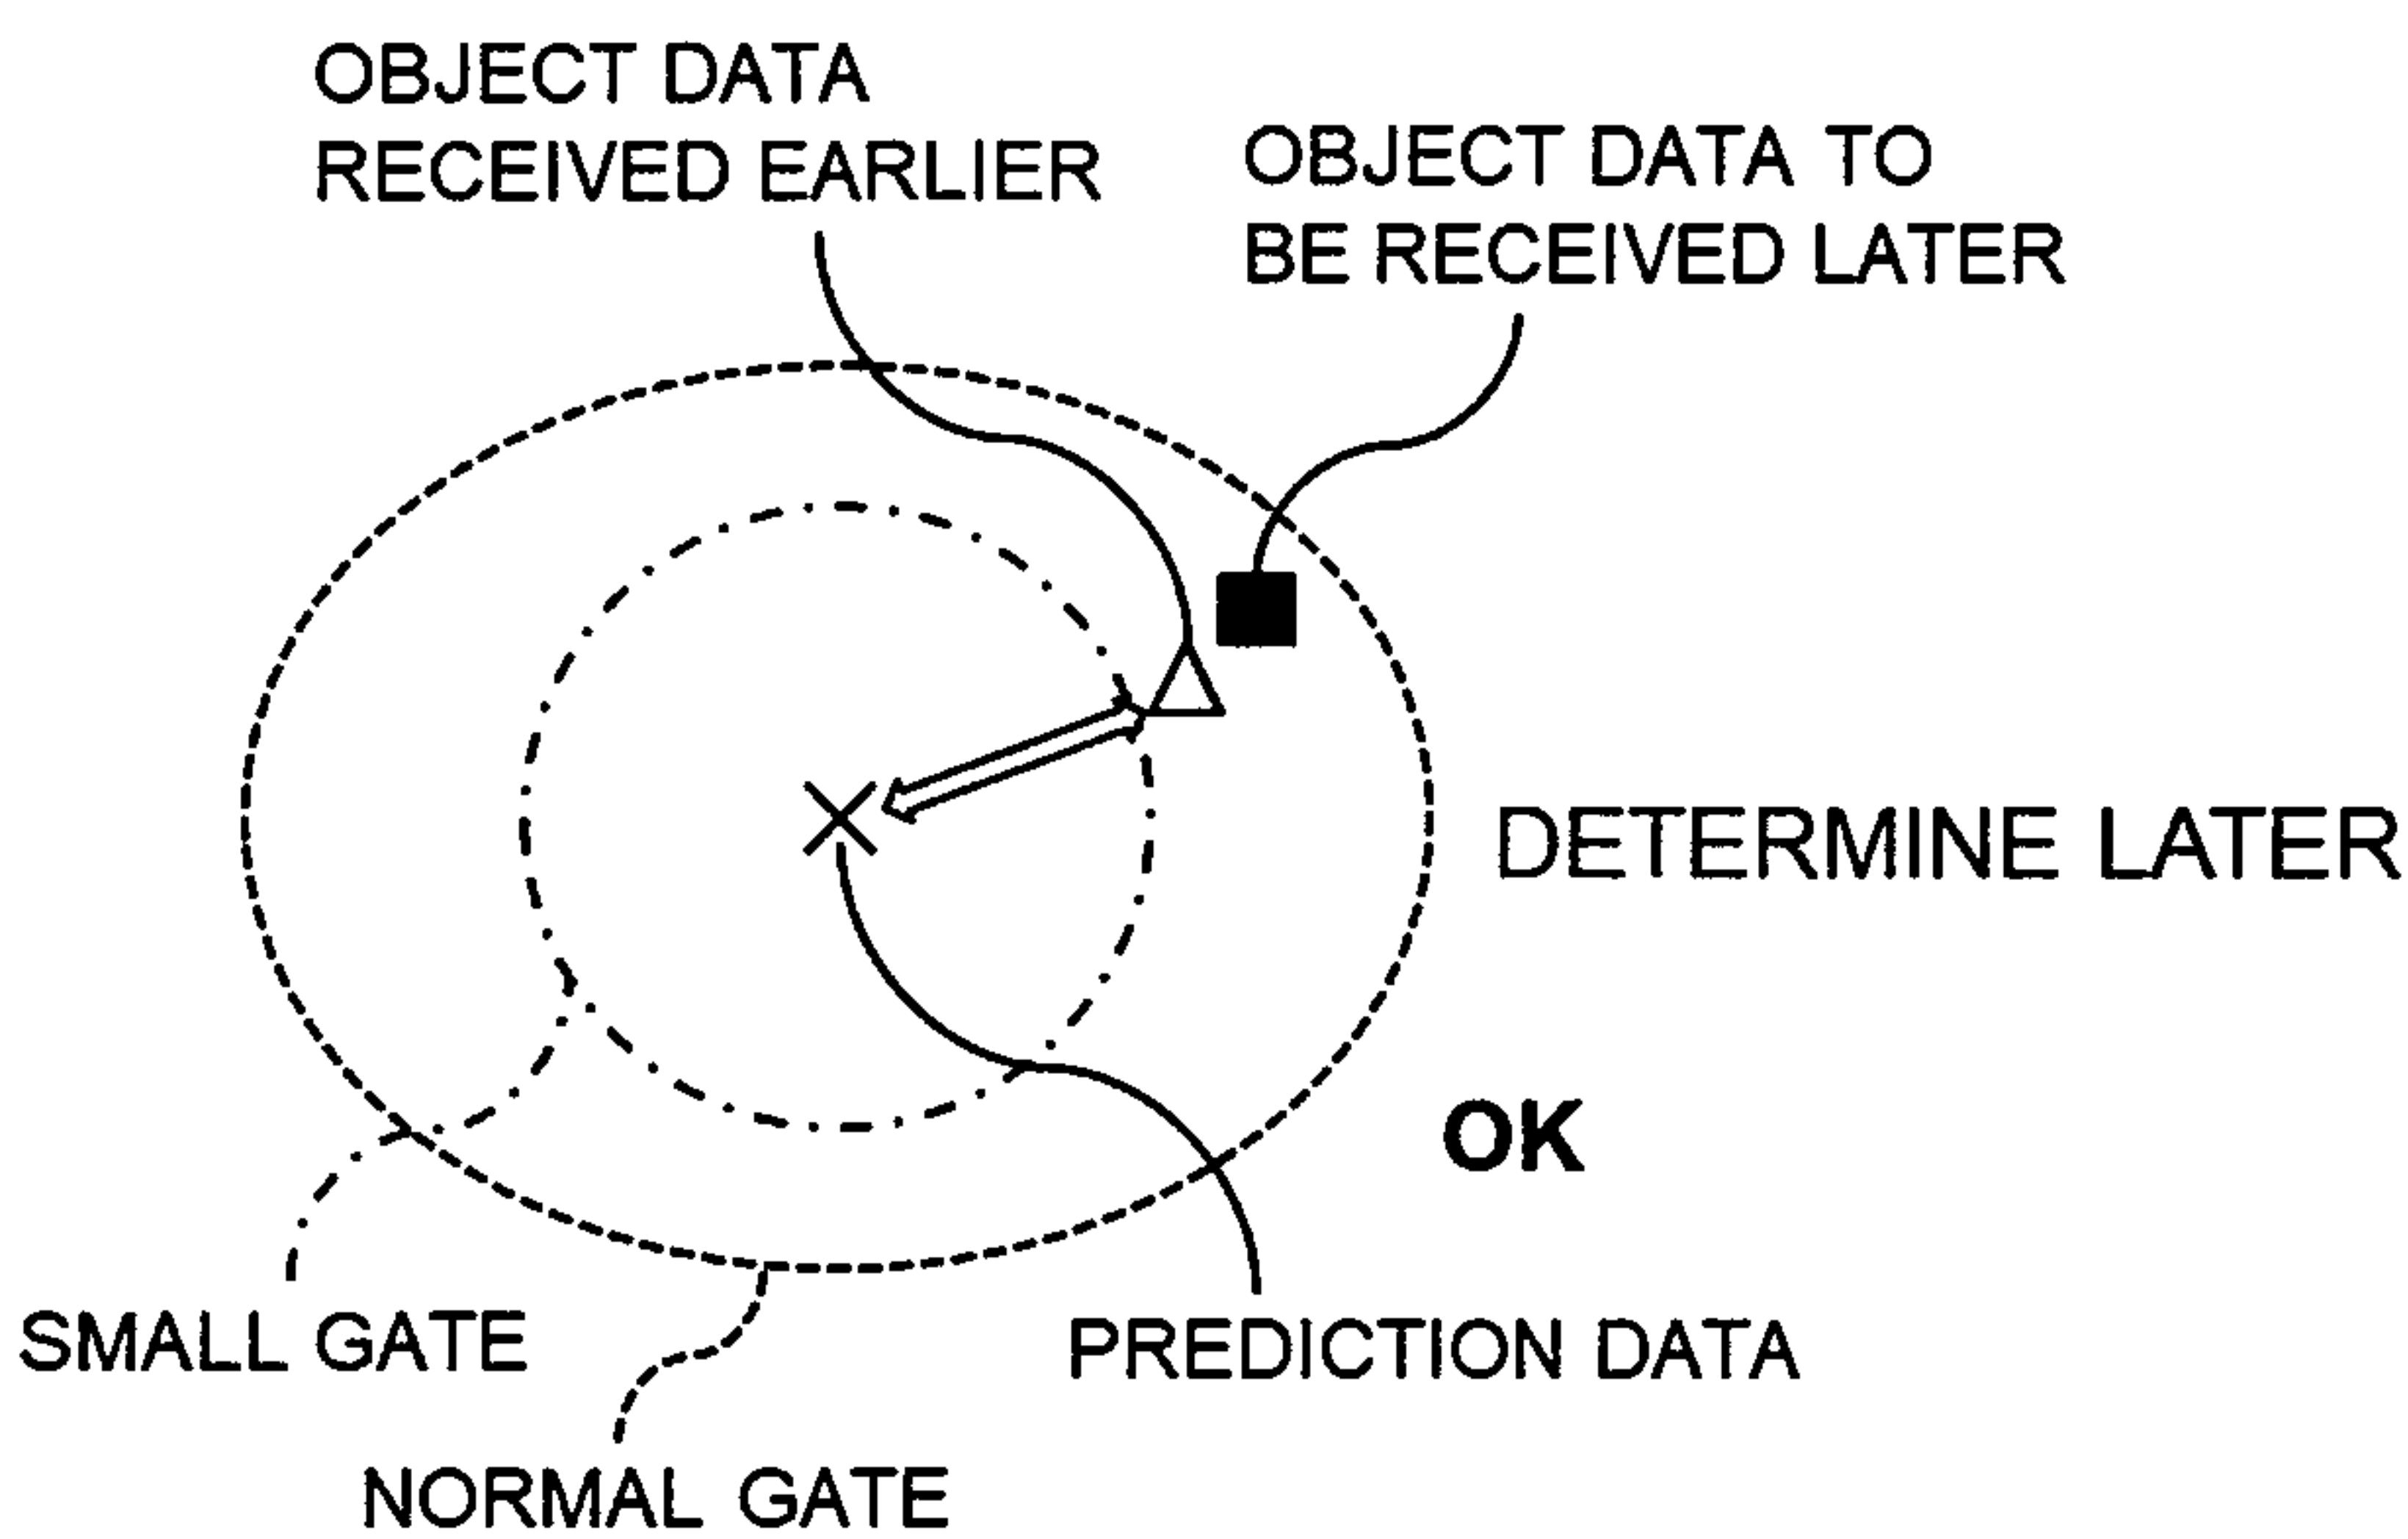 OBJECT DATA
RECEIVED EARLIER
OBJECT DATA TO
BE RECEIVED LATER
DETERMINE LATER
OK
SMALL GATE
PREDICTION DATA
NORMAL GATE